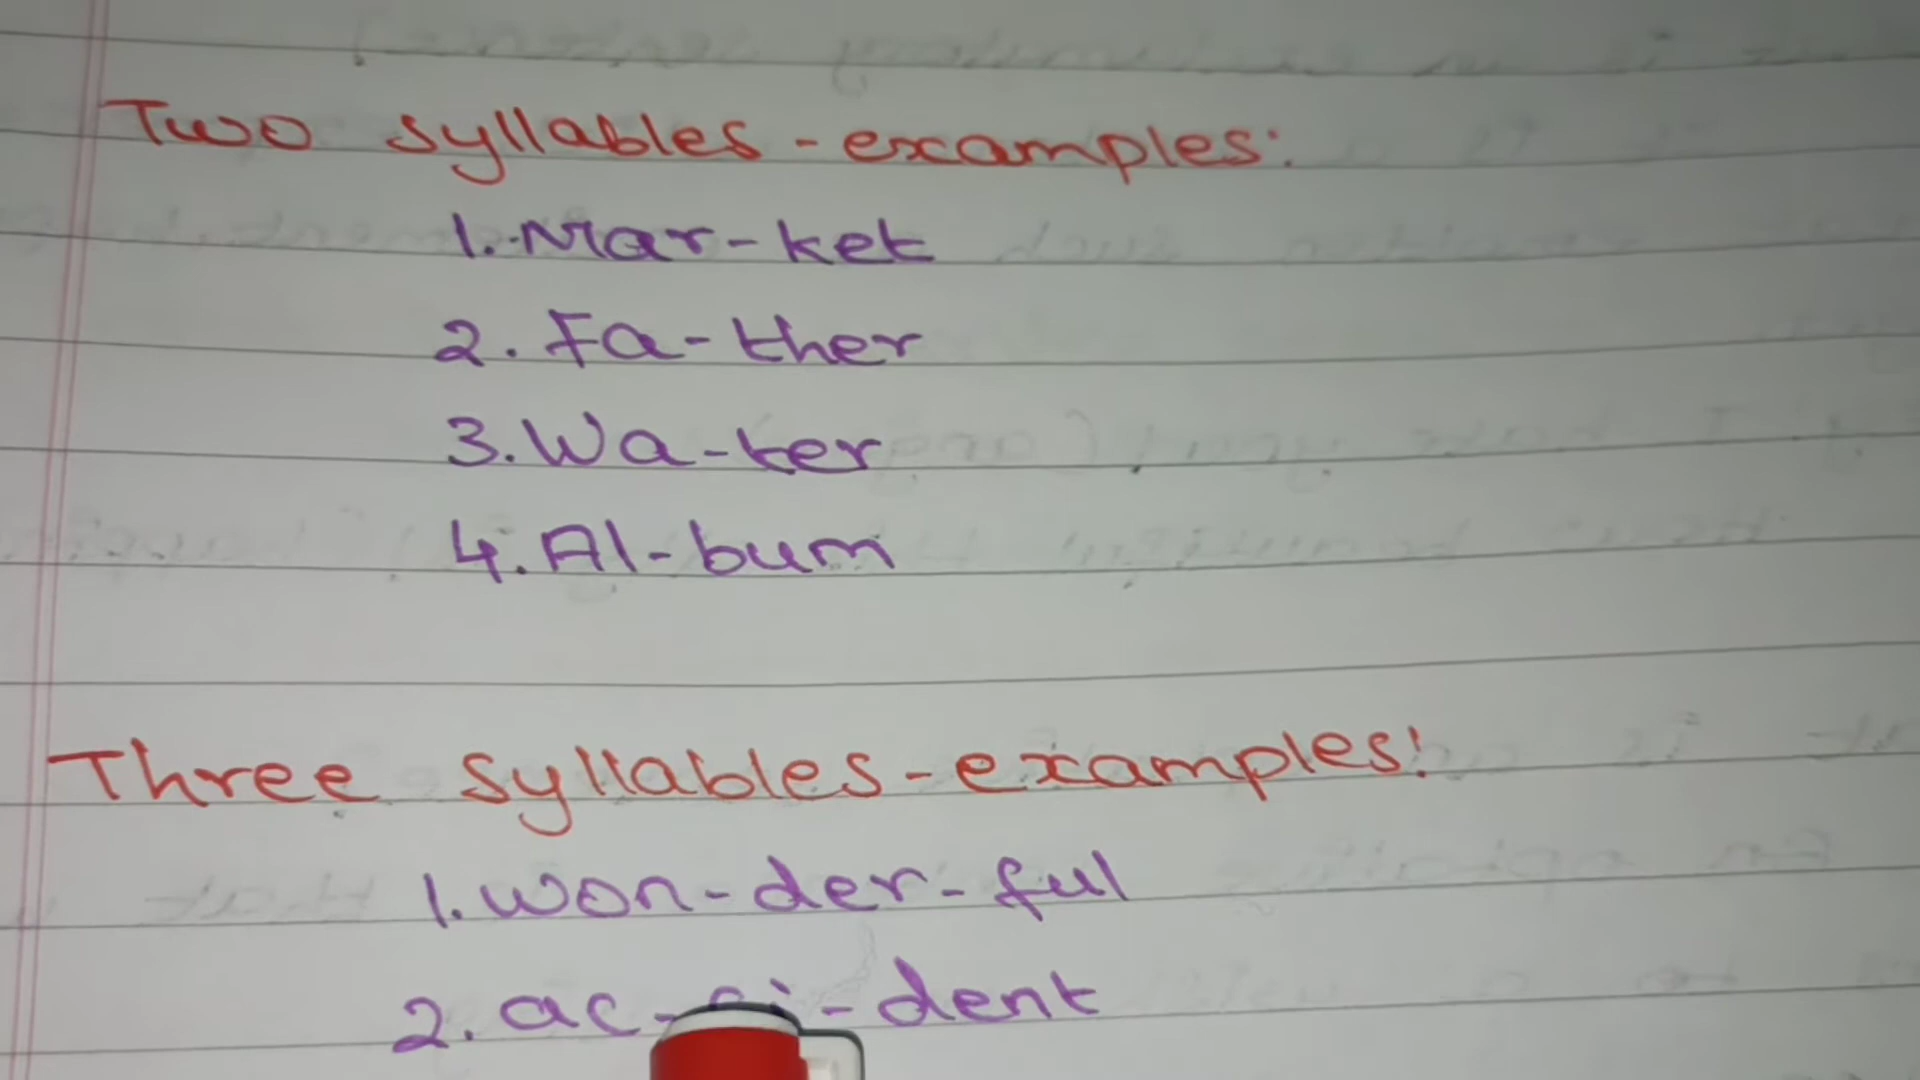 Two syllables - examples:
1. Mar - ket
2. Fa - ther
3. Wa - ter
4. Al - bum
Three syllables - examples:
1. won - der - ful
2. ac - ci - dent